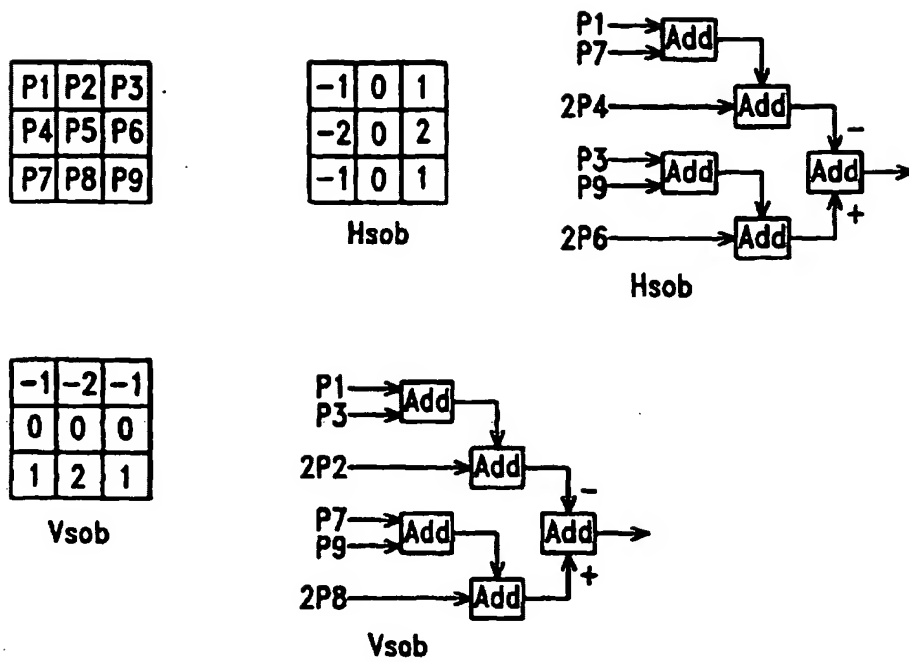 P1 P2 P3
P4 P5 P6
P7 P8 P9
-1 0 1
-2 0 2
-1 0 1
Hsob
P1
P7
Add
2P4
Add
-
P3
P9
Add
Add
2P6
Add
+
Hsob
-1 -2 -1
0 0 0
1 2 1
Vsob
P1
P3
Add
2P2
Add
-
P7
P9
Add
Add
2P8
Add
+
Vsob